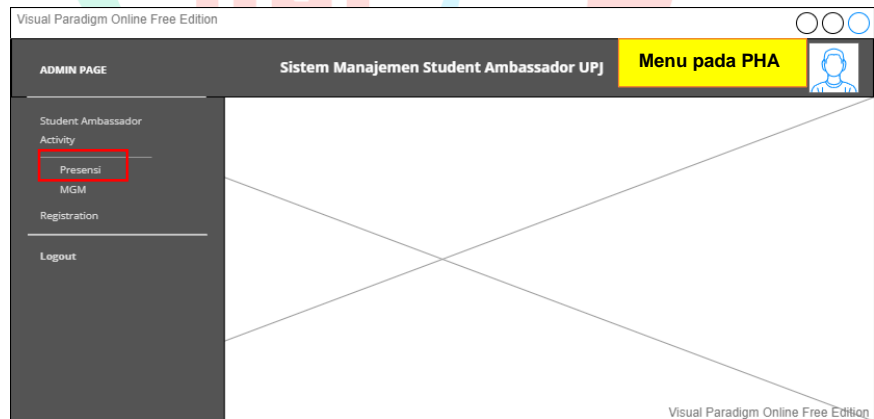 Visual Paradigm Online Free Edition
ADMIN PAGE
Sistem Manajemen Student Ambassador UPJ
Menu pada PHA
Student Ambassador
Activity
Presensi
MGM
Registration
Logout
Visual Paradigm Online Free Edition